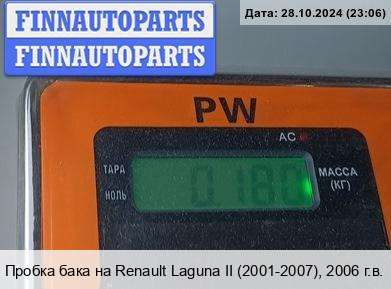 FINNAUTOPARTS
FINNAUTOPARTS
Дата: 28.10.2024 (23:06)
PW
AC
ТАРА
НОЛЬ
0.180
МАССА
(КГ)
Пробка бака на Renault Laguna II (2001-2007), 2006 г.в.